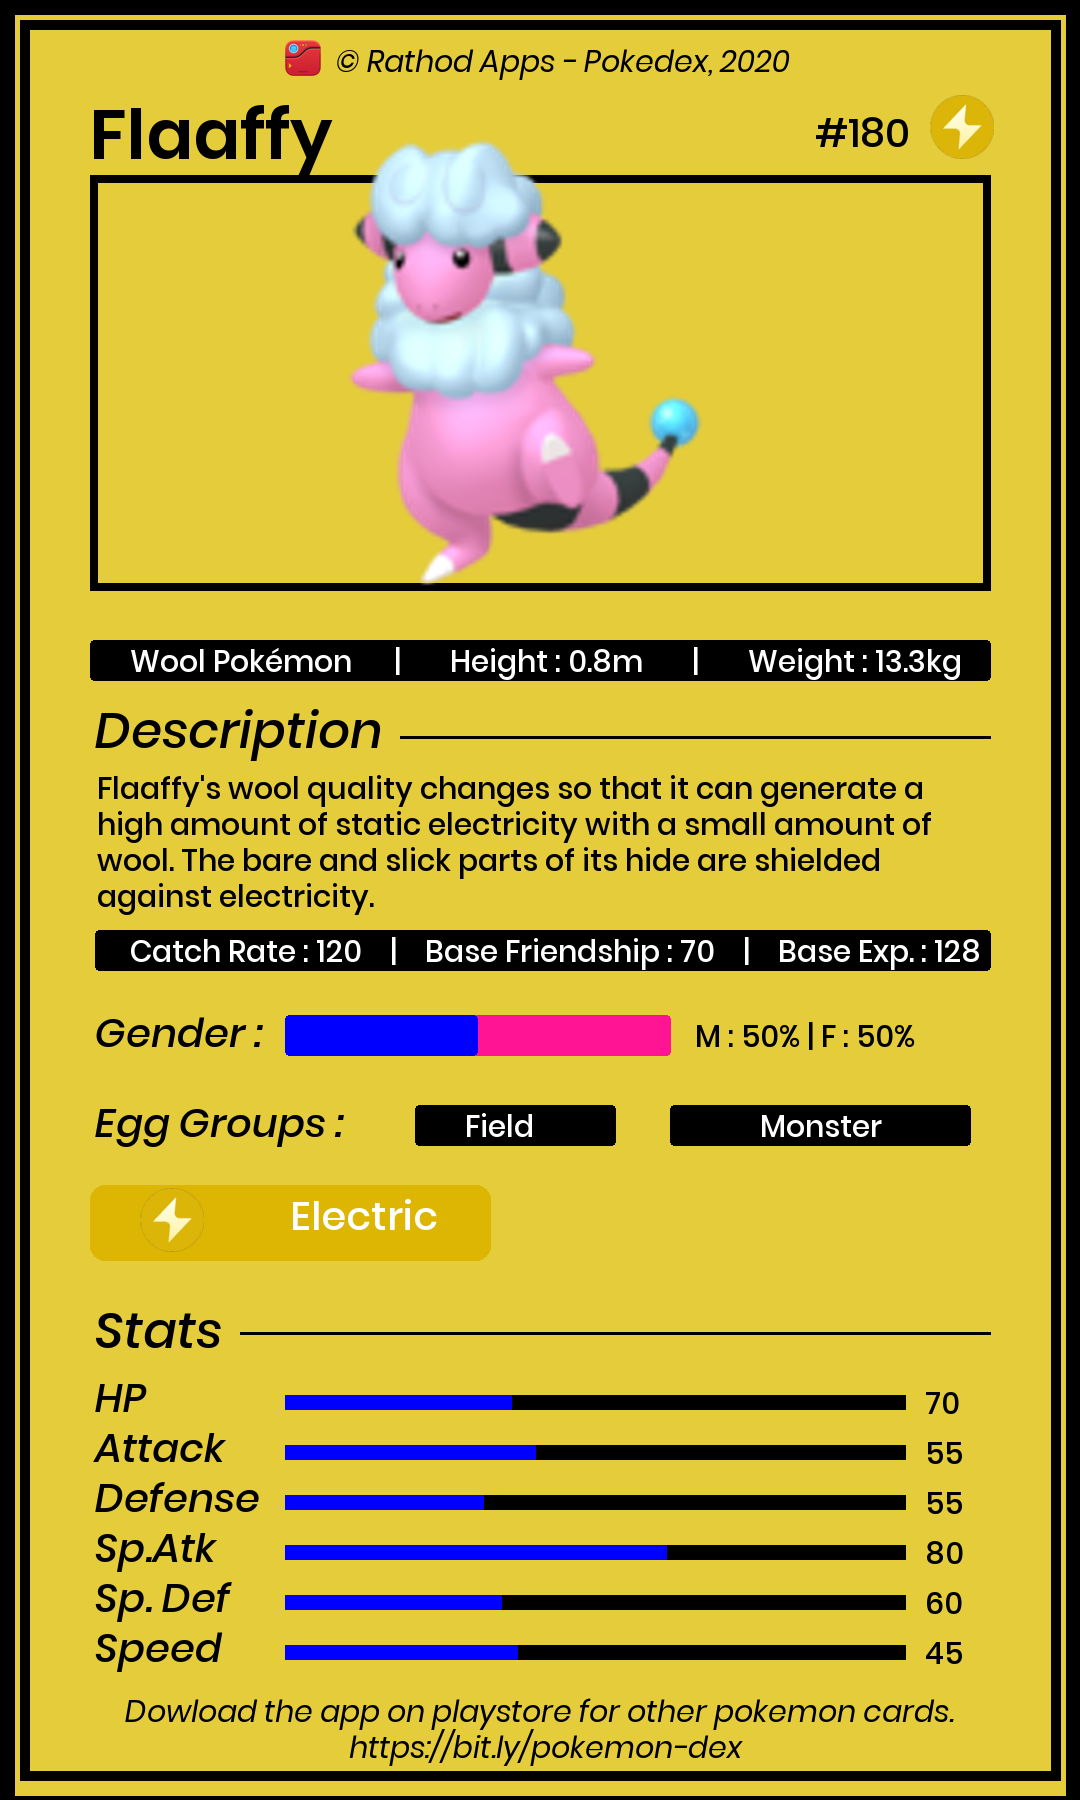 © Rathod Apps - Pokedex, 2020
Flaaffy #180
Wool Pokémon | Height : 0.8m | Weight : 13.3kg
Description
Flaaffy's wool quality changes so that it can generate a
high amount of static electricity with a small amount of
wool. The bare and slick parts of its hide are shielded
against electricity.
Catch Rate : 120 | Base Friendship : 70 | Base Exp. : 128
Gender : M : 50% | F : 50%
Egg Groups : Field Monster
Electric
Stats
HP 70
Attack 55
Defense 55
Sp.Atk 80
Sp. Def 60
Speed 45
Dowload the app on playstore for other pokemon cards.
https://bit.ly/pokemon-dex